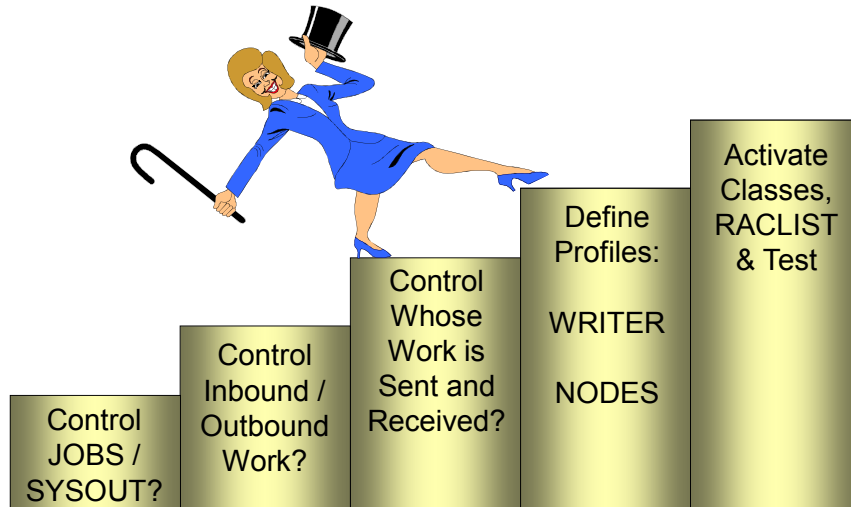 Control
JOBS /
SYSOUT?
Control
Inbound /
Outbound
Work?
Control
Whose
Work is
Sent and
Received?
Define
Profiles:
WRITER
NODES
Activate
Classes,
RACLIST
& Test